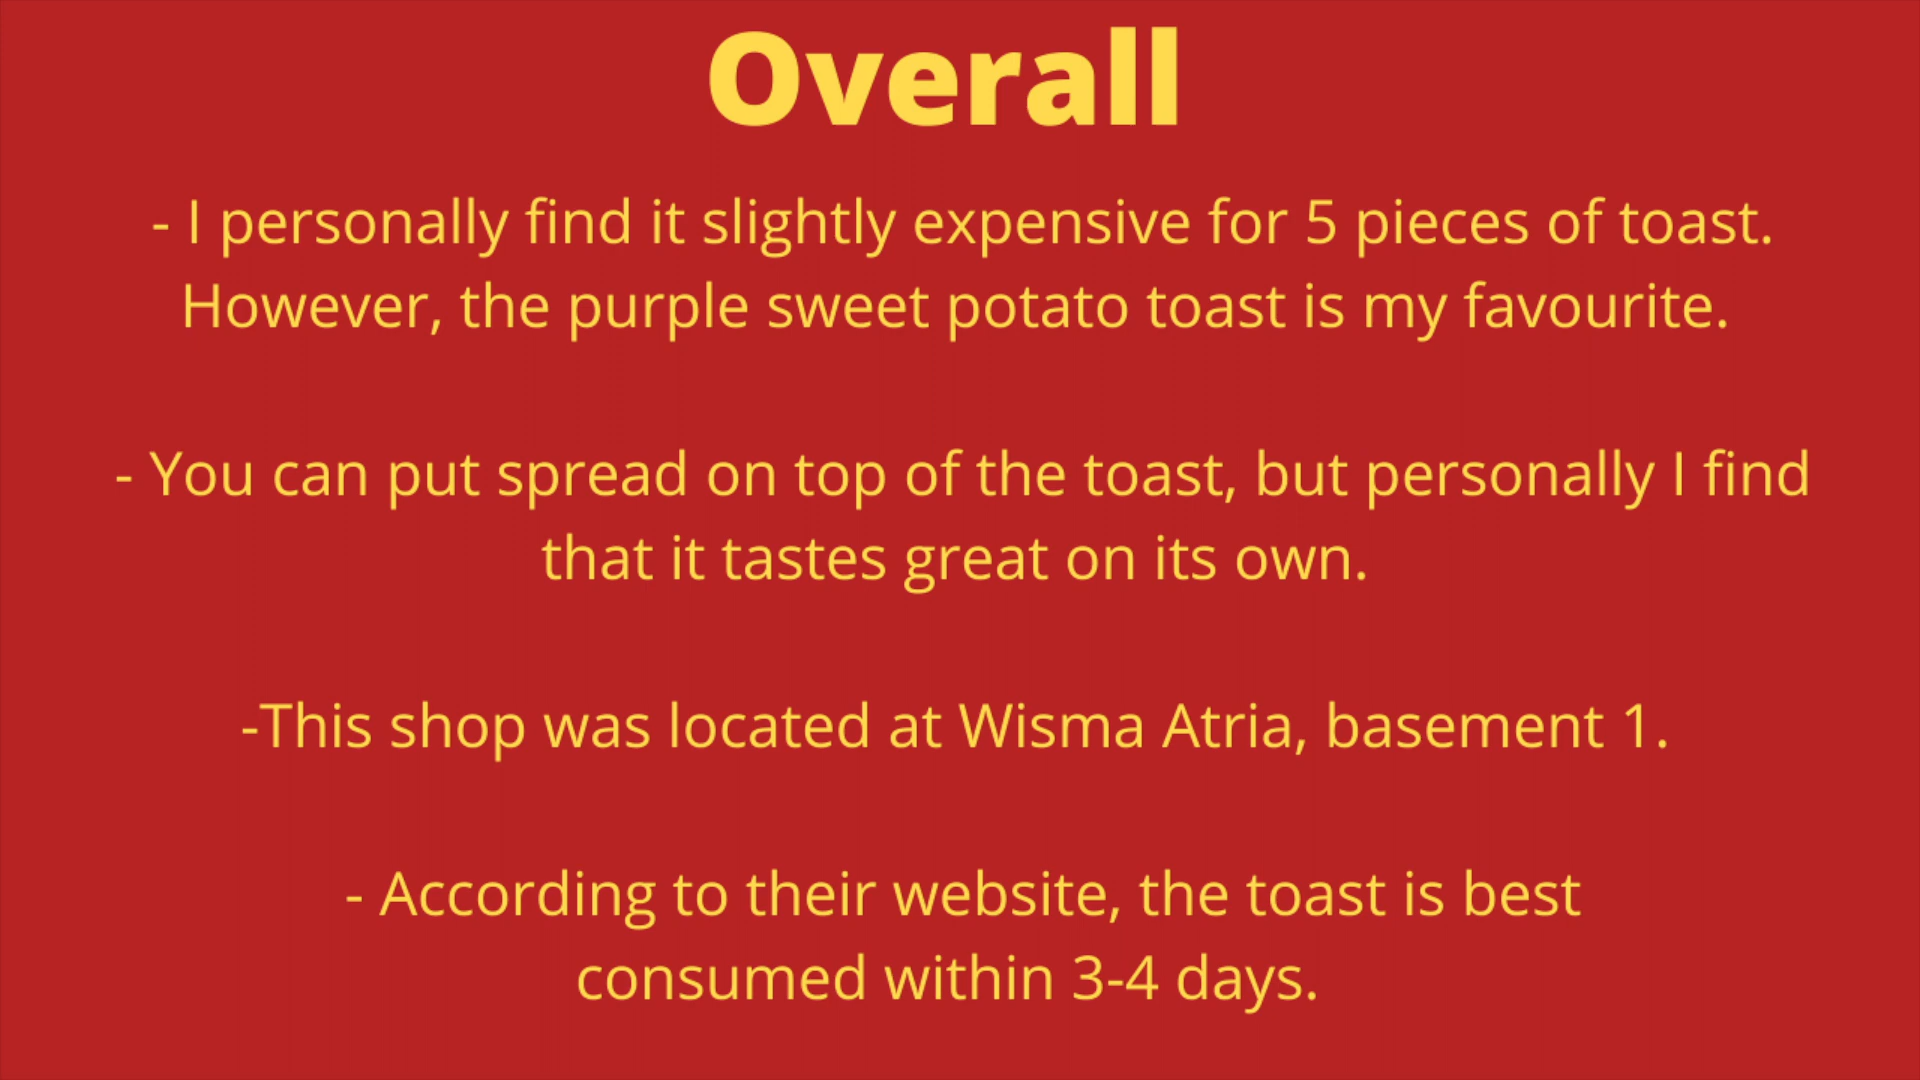 Overall
- I personally find it slightly expensive for 5 pieces of toast.
However, the purple sweet potato toast is my favourite.
- You can put spread on top of the toast, but personally I find
that it tastes great on its own.
-This shop was located at Wisma Atria, basement 1.
- According to their website, the toast is best
consumed within 3-4 days.